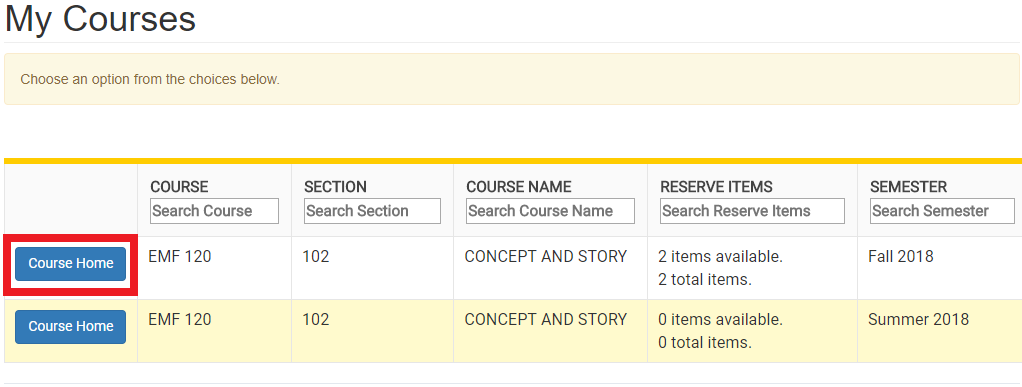 My Courses
Choose an option from the choices below.
COURSE SECTION COURSE NAME RESERVE ITEMS SEMESTER
Search Course Search Section Search Course Name Search Reserve Items Search Semester
Course Home EMF 120 102 CONCEPT AND STORY 2 items available. Fall 2018
2 total items.
Course Home EMF 120 102 CONCEPT AND STORY 0 items available. Summer 2018
0 total items.